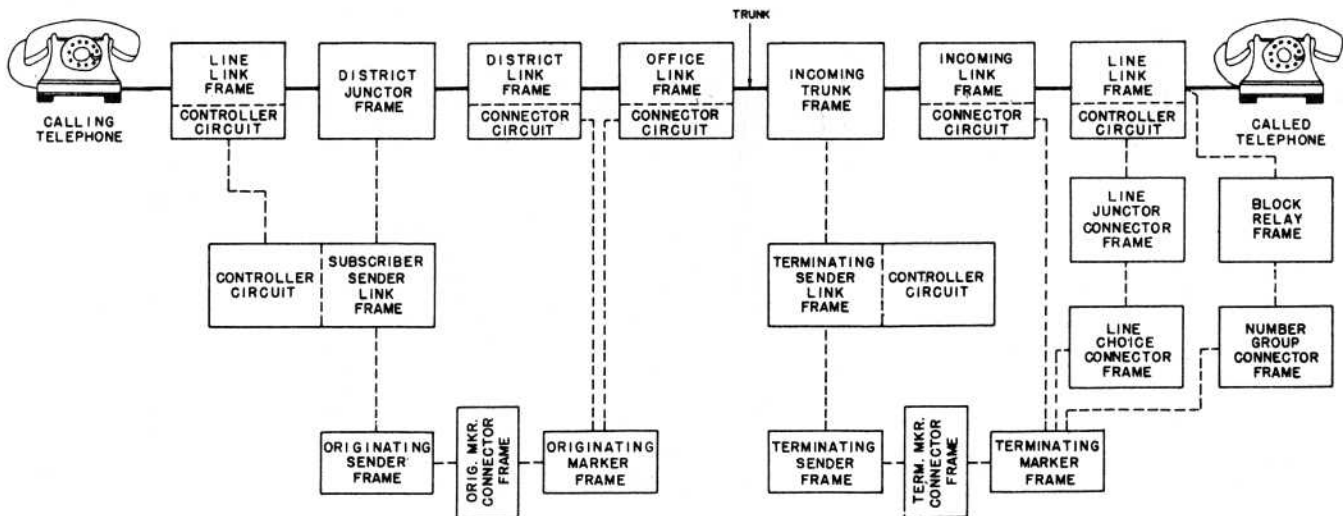 TRUNK
CALLING
TELEPHONE
LINE
LINK
FRAME
CONTROLLER
CIRCUIT
DISTRICT
JUNCTOR
FRAME
DISTRICT
LINK
FRAME
CONNECTOR
CIRCUIT
OFFICE
LINK
FRAME
CONNECTOR
CIRCUIT
INCOMING
TRUNK
FRAME
INCOMING
LINK
FRAME
CONNECTOR
CIRCUIT
LINE
LINK
FRAME
CONTROLLER
CIRCUIT
CALLED
TELEPHONE
LINE
JUNCTOR
CONNECTOR
FRAME
BLOCK
RELAY
FRAME
CONTROLLER
CIRCUIT
SUBSCRIBER
SENDER
LINK
FRAME
TERMINATING
SENDER
LINK
FRAME
CONTROLLER
CIRCUIT
LINE
CHOICE
CONNECTOR
FRAME
NUMBER
GROUP
CONNECTOR
FRAME
ORIGINATING
SENDER
FRAME
ORIG. MKR.
CONNECTOR
FRAME
ORIGINATING
MARKER
FRAME
TERMINATING
SENDER
FRAME
TERM. MKR.
CONNECTOR
FRAME
TERMINATING
MARKER
FRAME